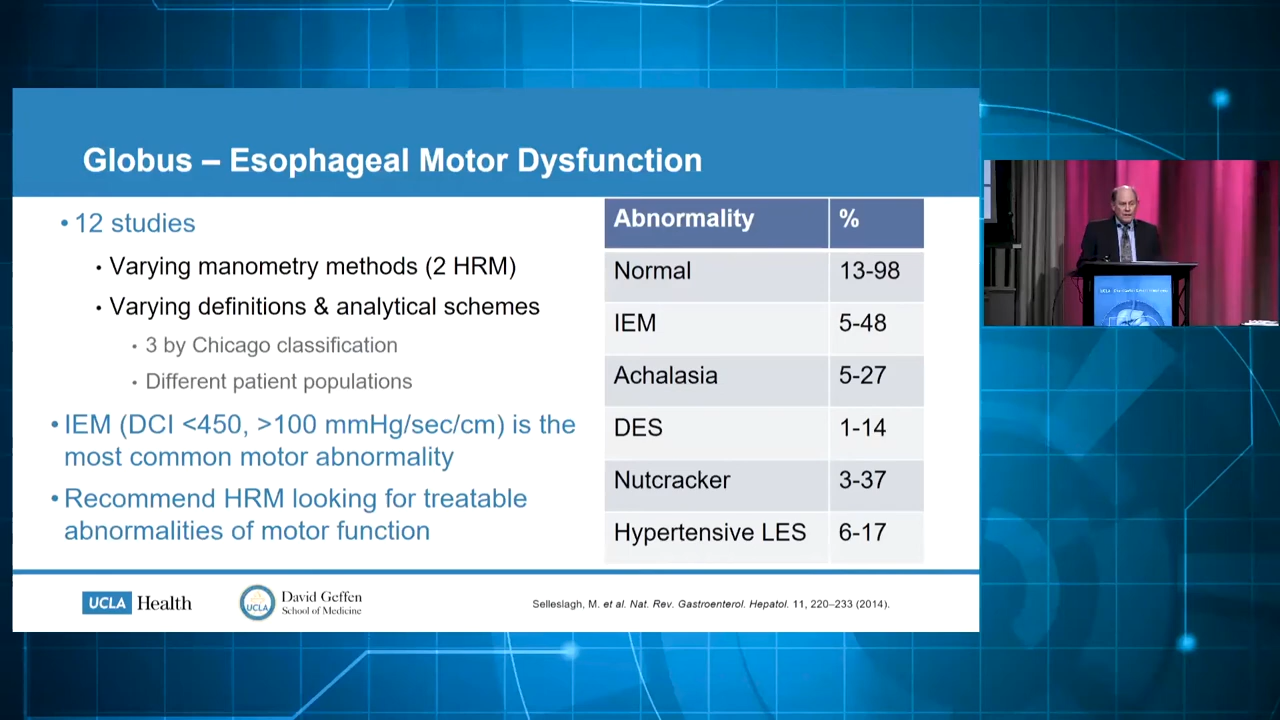 Globus – Esophageal Motor Dysfunction
• 12 studies
• Varying manometry methods (2 HRM)
• Varying definitions & analytical schemes
• 3 by Chicago classification
• Different patient populations
• IEM (DCI <450, >100 mmHg/sec/cm) is the
most common motor abnormality
• Recommend HRM looking for treatable
abnormalities of motor function
Abnormality %
Normal 13-98
IEM 5-48
Achalasia 5-27
DES 1-14
Nutcracker 3-37
Hypertensive LES 6-17
UCLA Health
UCLA
David Geffen
School of Medicine
Selleslagh, M. et al. Nat. Rev. Gastroenterol. Hepatol. 11, 220–233 (2014).